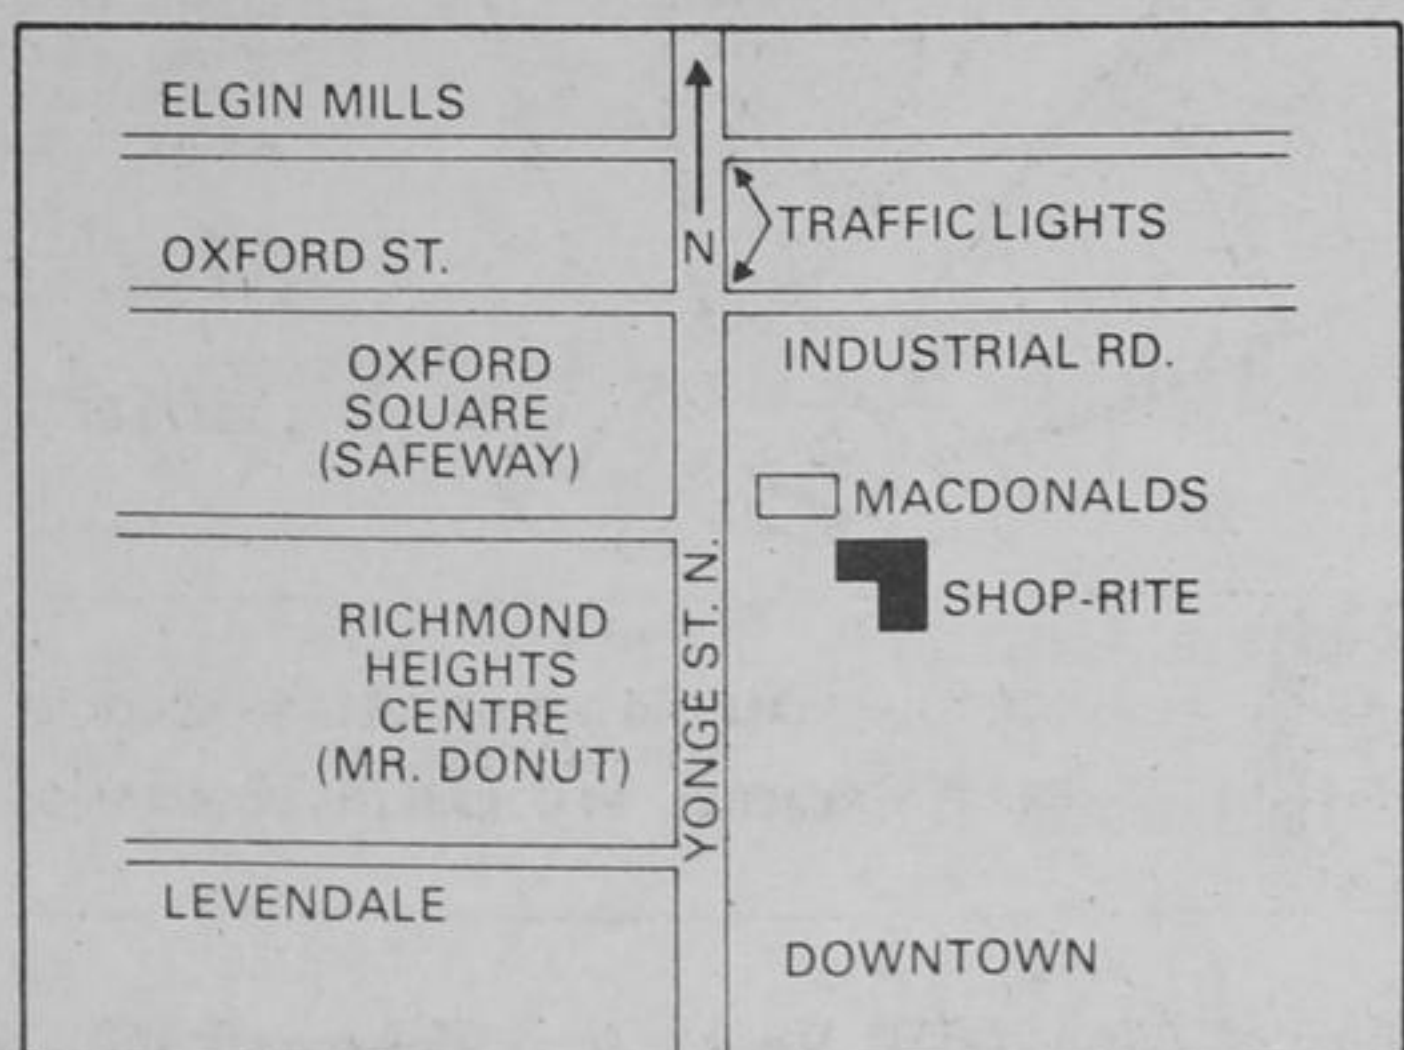 ELGIN MILLS
N
TRAFFIC LIGHTS
OXFORD ST.
INDUSTRIAL RD.
OXFORD
SQUARE
(SAFEWAY)
MACDONALDS
SHOP-RITE
YONGE ST. N.
RICHMOND
HEIGHTS
CENTRE
(MR. DONUT)
LEVENDALE
DOWNTOWN